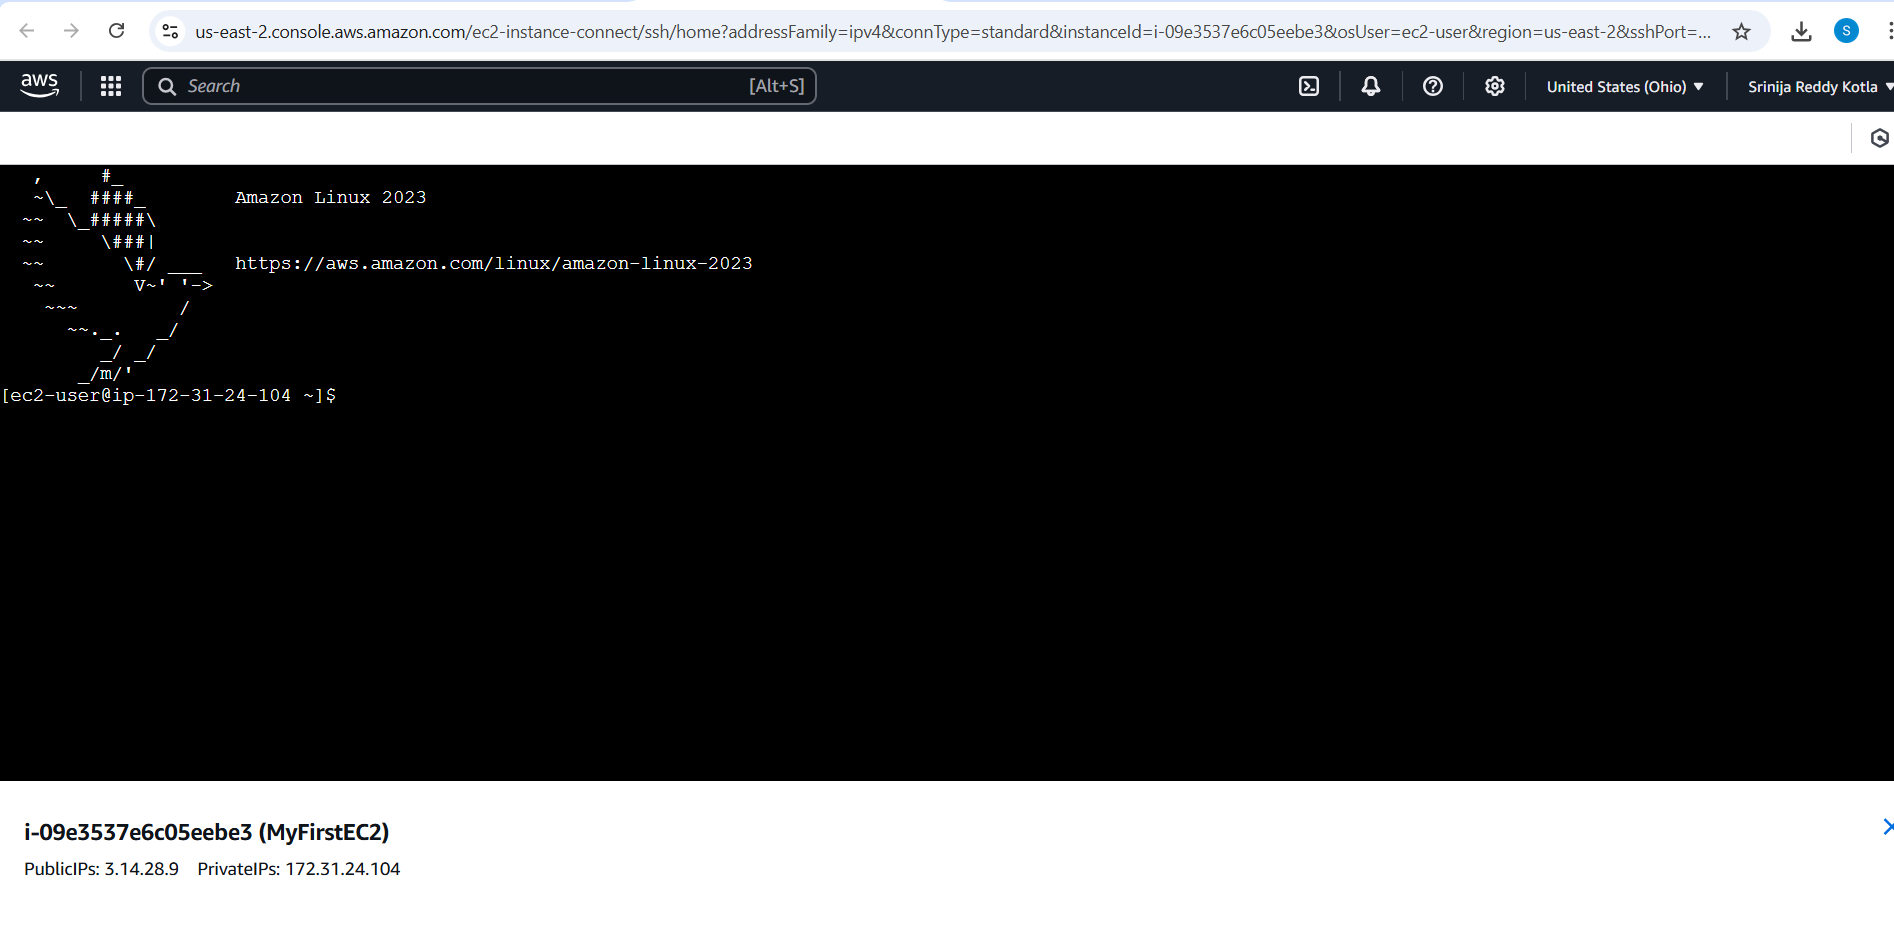 us-east-2.console.aws.amazon.com/ec2-instance-connect/ssh/home?addressFamily=ipv4&connType=standard&instanceId=i-09e3537e6c05eebe3&osUser=ec2-user&region=us-east-2&sshPort=...
S
aws
Search [Alt+S]
United States (Ohio)
Srinija Reddy Kotla
   ,     #_
   ~\_  ####_        Amazon Linux 2023
  ~~  \_#####\
  ~~     \###|
  ~~       \#/ ___   https://aws.amazon.com/linux/amazon-linux-2023
   ~~       V~' '->
    ~~~         /
      ~~._.   _/
         _/ _/
       _/m/'
[ec2-user@ip-172-31-24-104 ~]$
i-09e3537e6c05eebe3 (MyFirstEC2)
PublicIPs: 3.14.28.9 PrivateIPs: 172.31.24.104